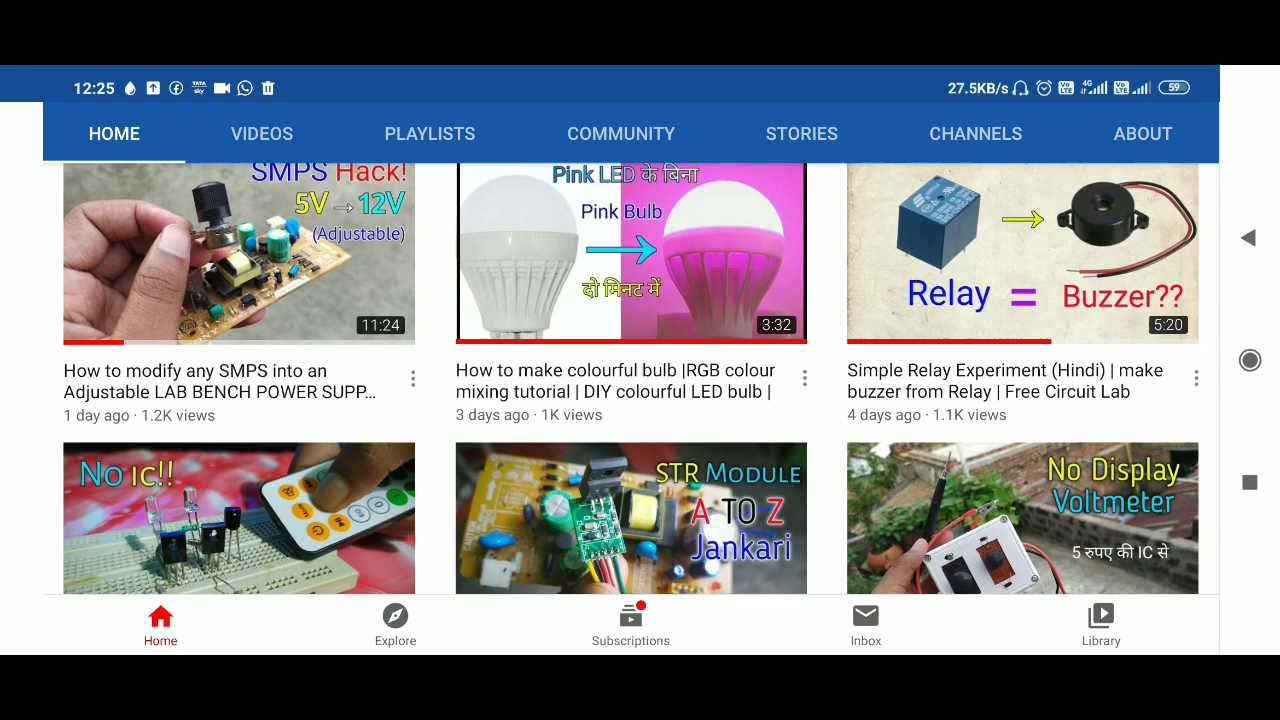 12:25
27.5KB/s
4G
59
HOME VIDEOS PLAYLISTS COMMUNITY STORIES CHANNELS ABOUT
SMPS Hack!
5V → 12V
(Adjustable)
11:24
Pink LED के बिना
Pink Bulb
दो मिनट में
3:32
Relay = Buzzer??
5:20
How to modify any SMPS into an
Adjustable LAB BENCH POWER SUPP...
1 day ago · 1.2K views
How to make colourful bulb |RGB colour
mixing tutorial | DIY colourful LED bulb |
3 days ago · 1K views
Simple Relay Experiment (Hindi) | make
buzzer from Relay | Free Circuit Lab
4 days ago · 1.1K views
No IC!!
STR MODULE
A TO Z
Jankari
No Display
Voltmeter
5 रुपए की IC से
Home Explore Subscriptions Inbox Library